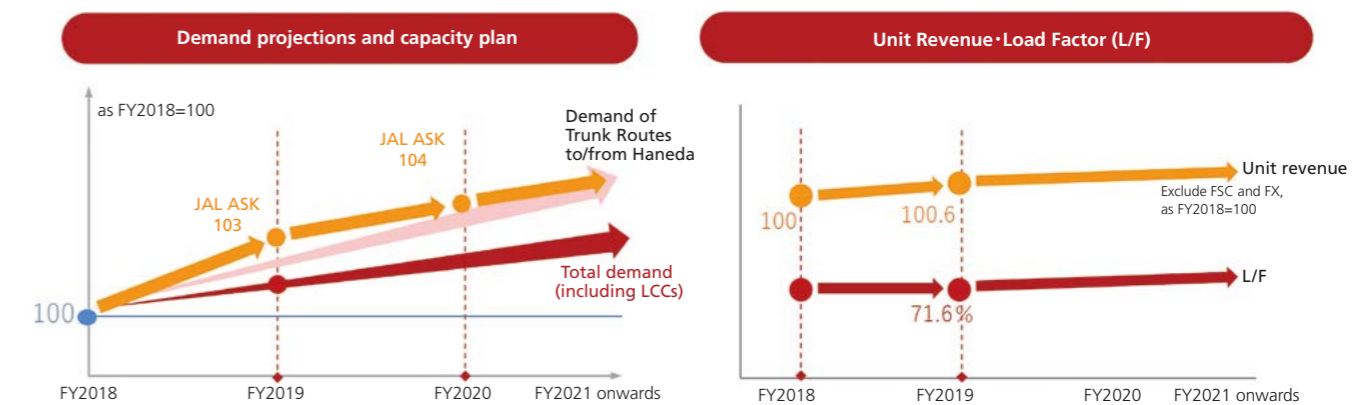 Demand projections and capacity plan
as FY2018=100
JAL ASK
103
JAL ASK
104
Demand of
Trunk Routes
to/from Haneda
Total demand
(including LCCs)
100
FY2018
FY2019
FY2020
FY2021 onwards
Unit Revenue・Load Factor (L/F)
100
100.6
Unit revenue
Exclude FSC and FX,
as FY2018=100
71.6%
L/F
FY2018
FY2019
FY2020
FY2021 onwards